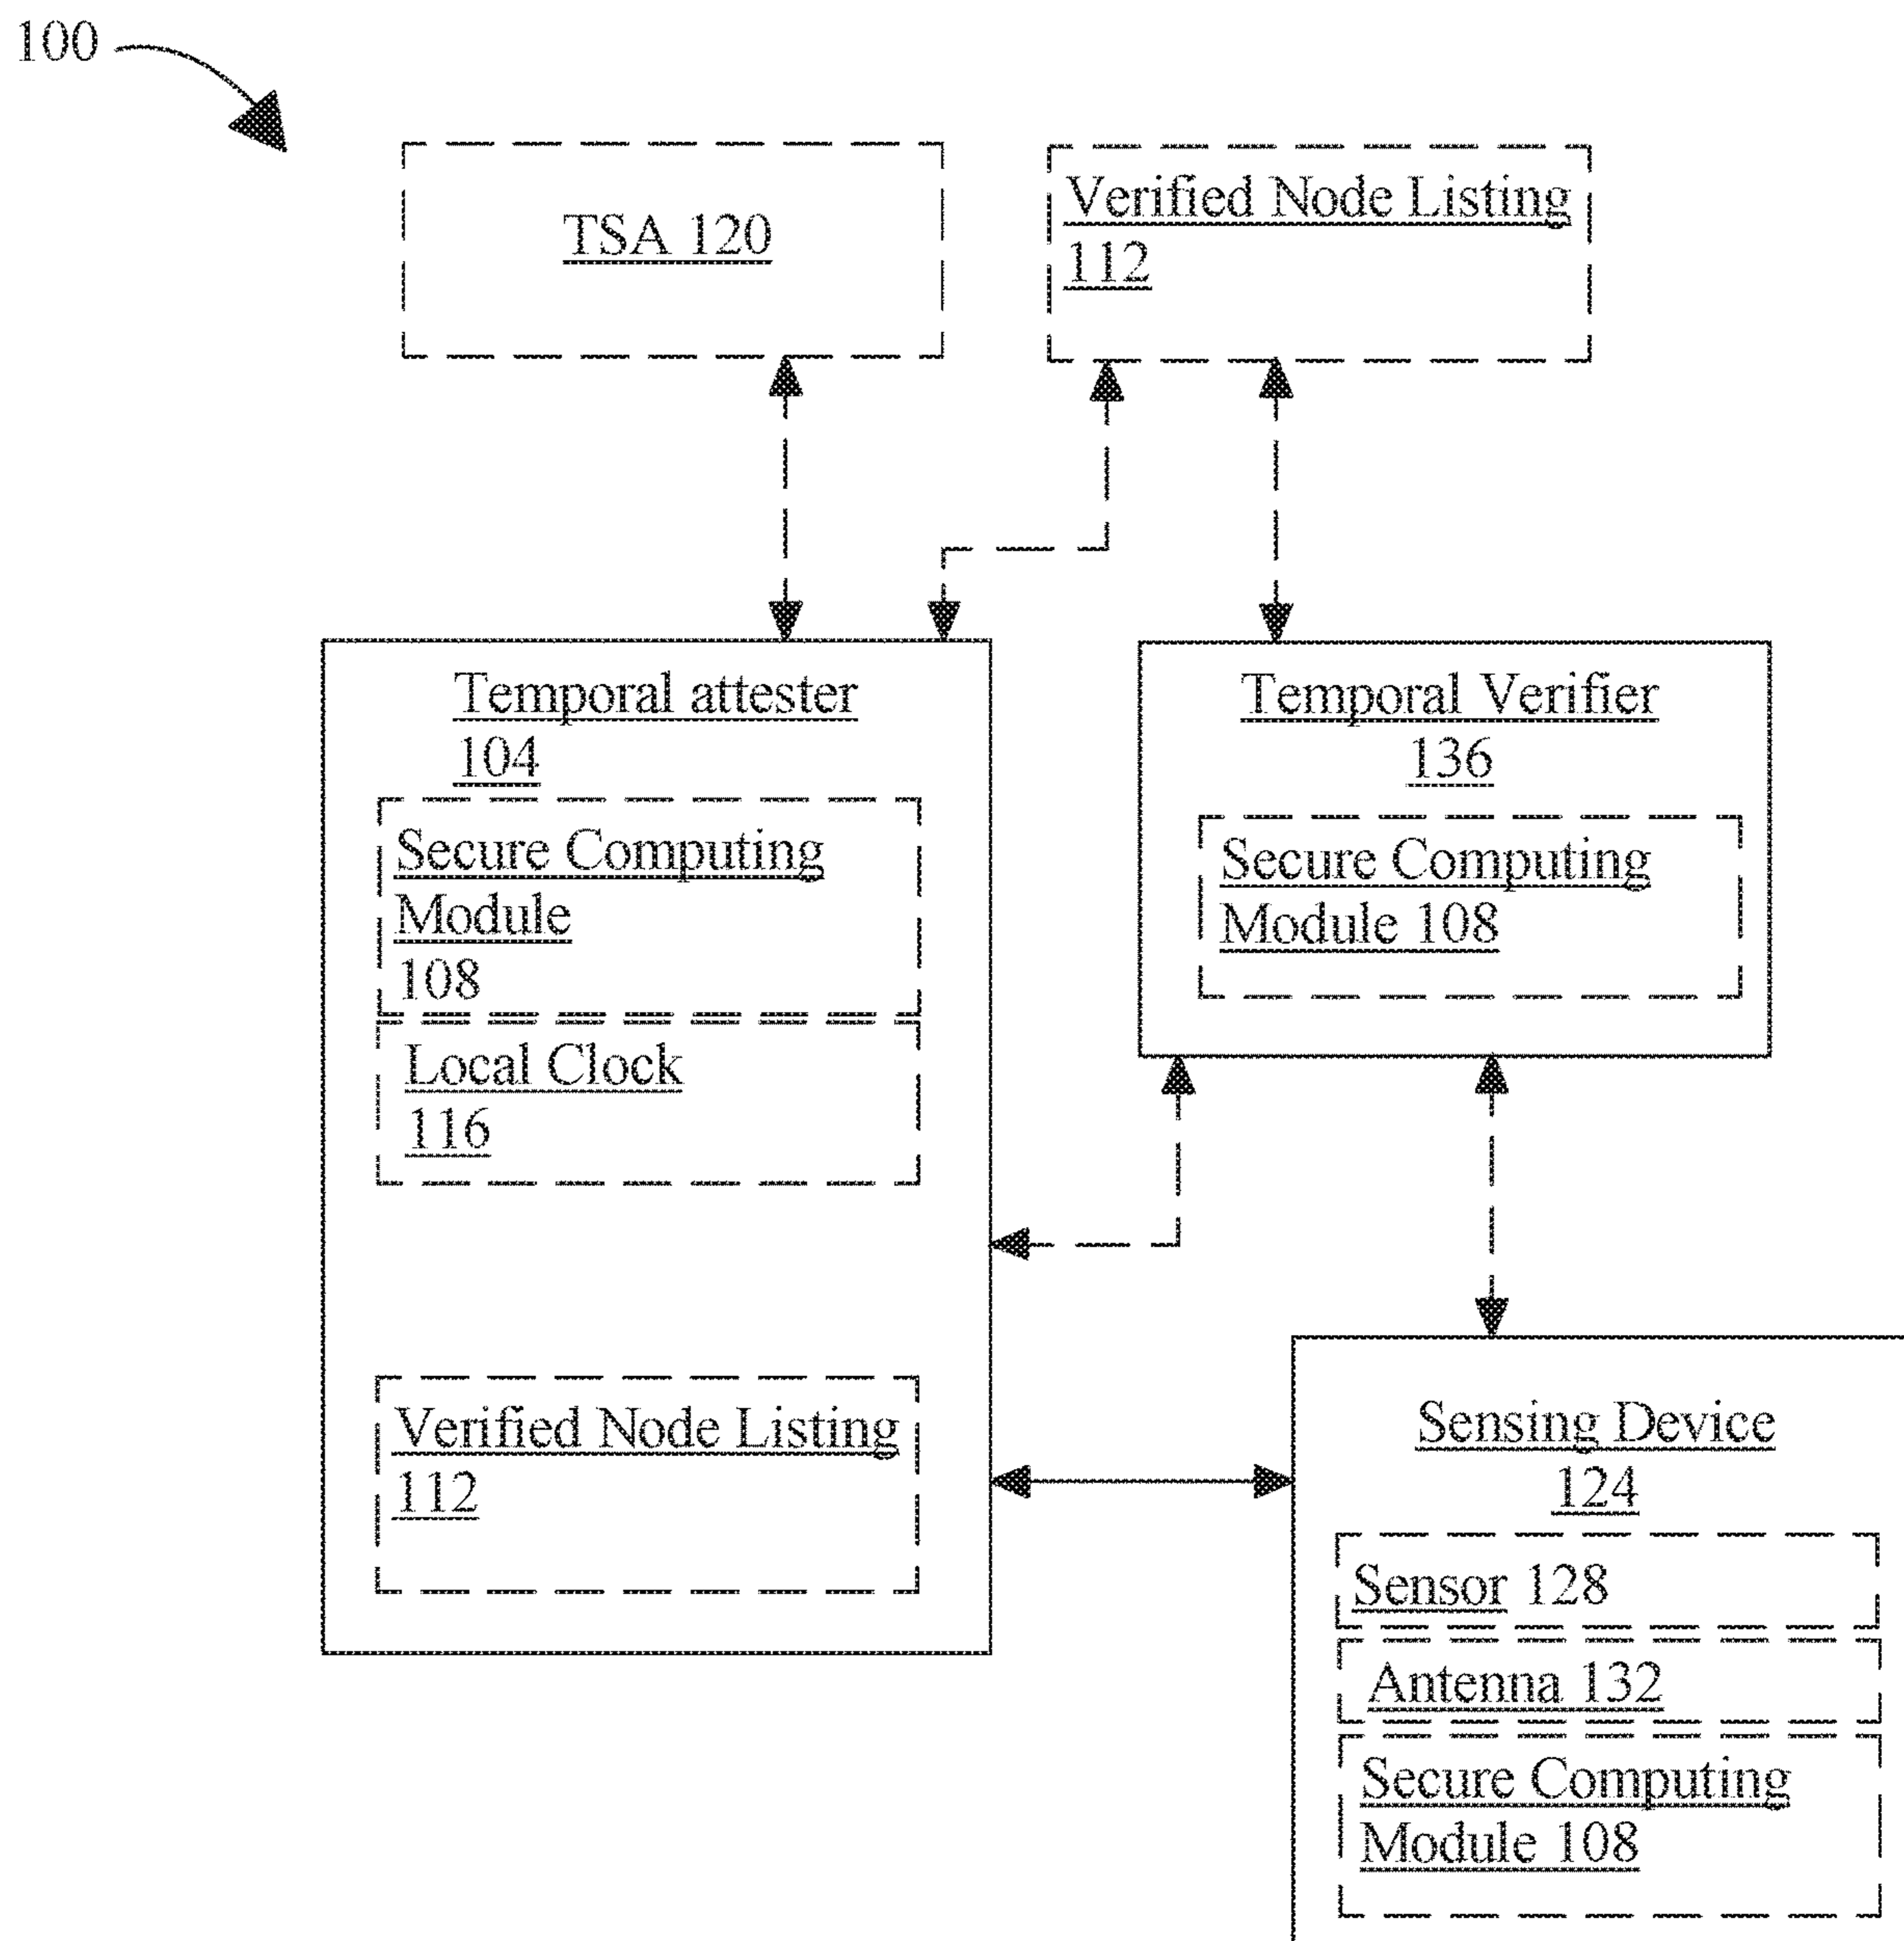 100
TSA 120
Verified Node Listing
112
Temporal attester
104
Secure Computing
Module
108
Local Clock
116
Verified Node Listing
112
Temporal Verifier
136
Secure Computing
Module 108
Sensing Device
124
Sensor 128
Antenna 132
Secure Computing
Module 108